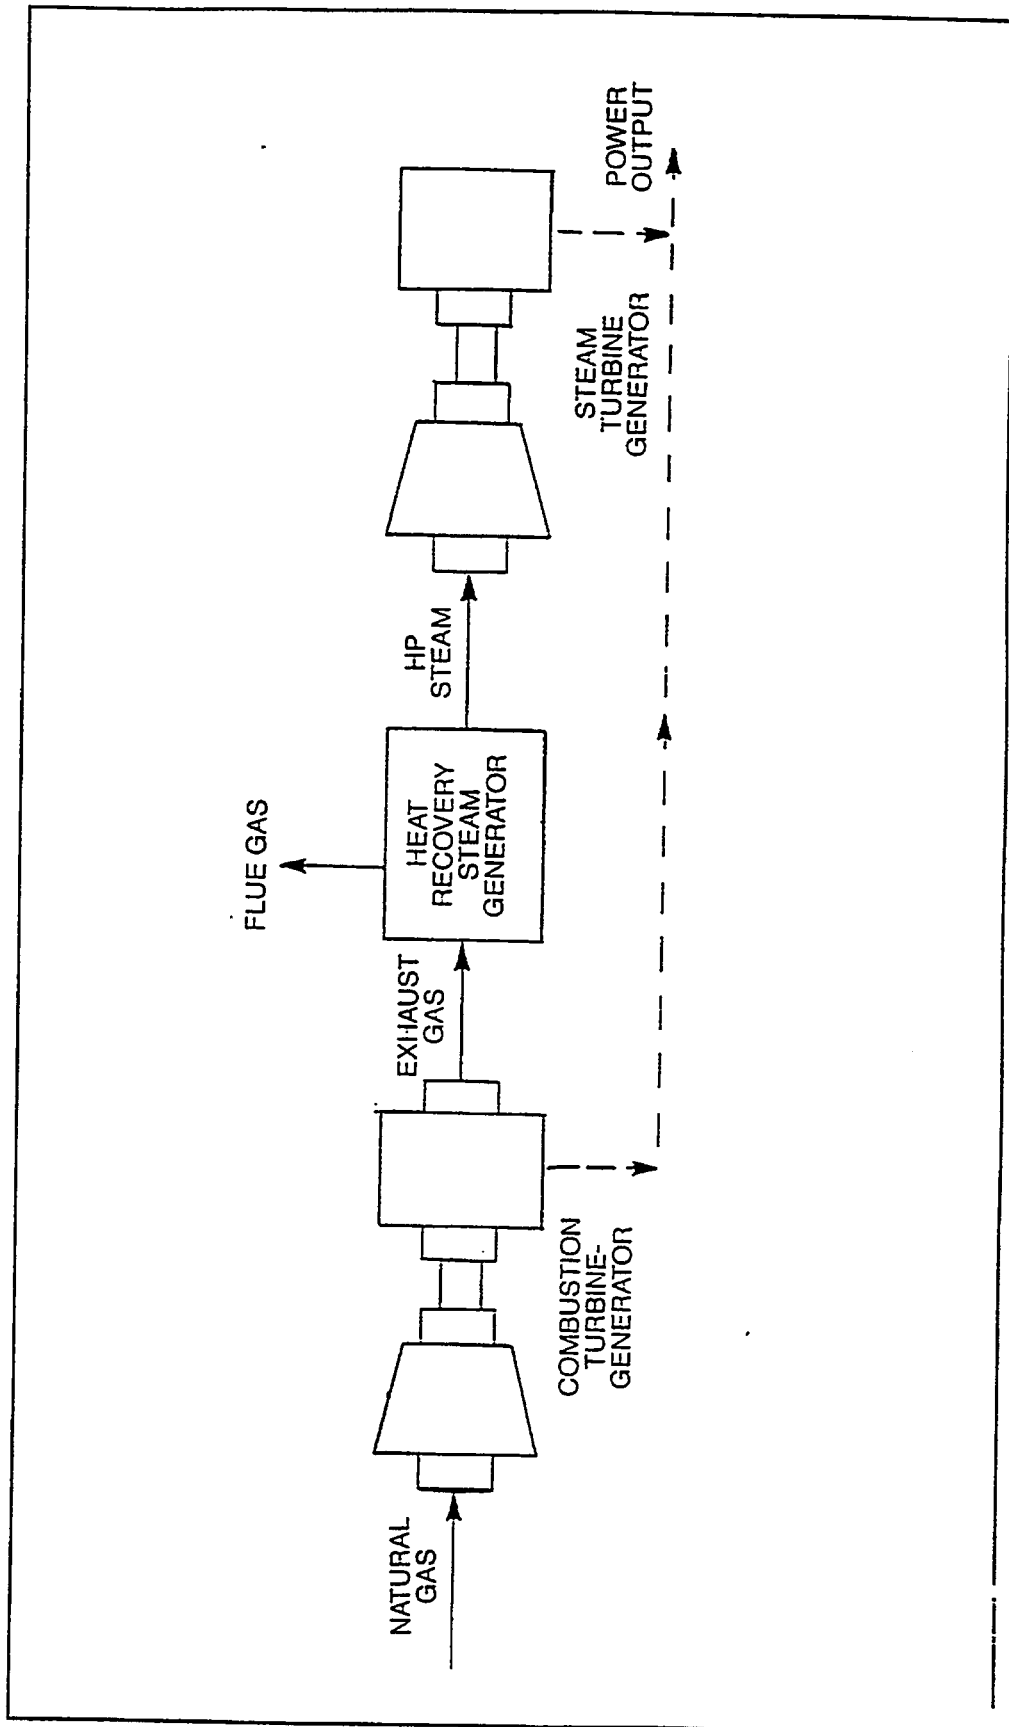 FLUE GAS
NATURAL
GAS
EXHAUST
GAS
HEAT
RECOVERY
STEAM
GENERATOR
HP
STEAM
COMBUSTION
TURBINE-
GENERATOR
STEAM
TURBINE
GENERATOR
POWER
OUTPUT